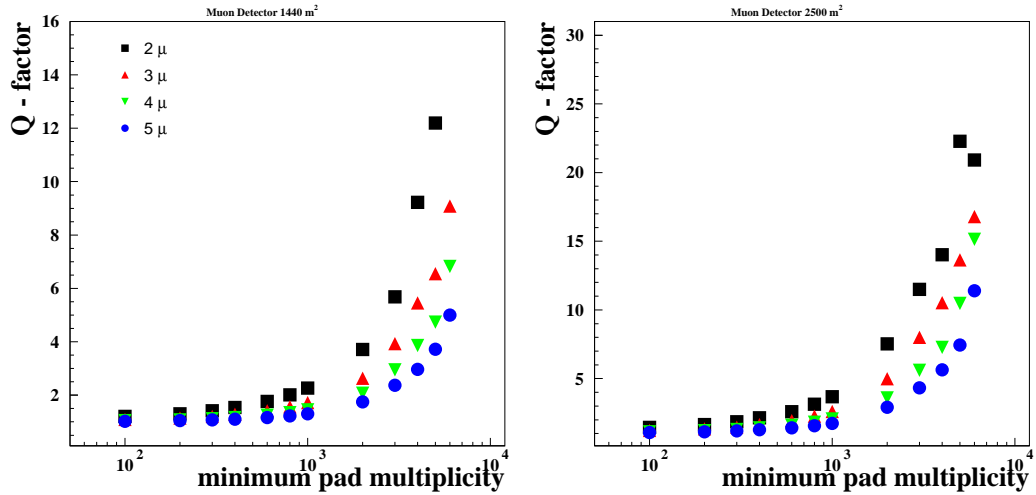 Muon Detector 1440 m²
Q - factor
16
14
12
10
8
6
4
2
2 μ
3 μ
4 μ
5 μ
10² 10³ 10⁴
minimum pad multiplicity
Muon Detector 2500 m²
Q - factor
30
25
20
15
10
5
10² 10³ 10⁴
minimum pad multiplicity